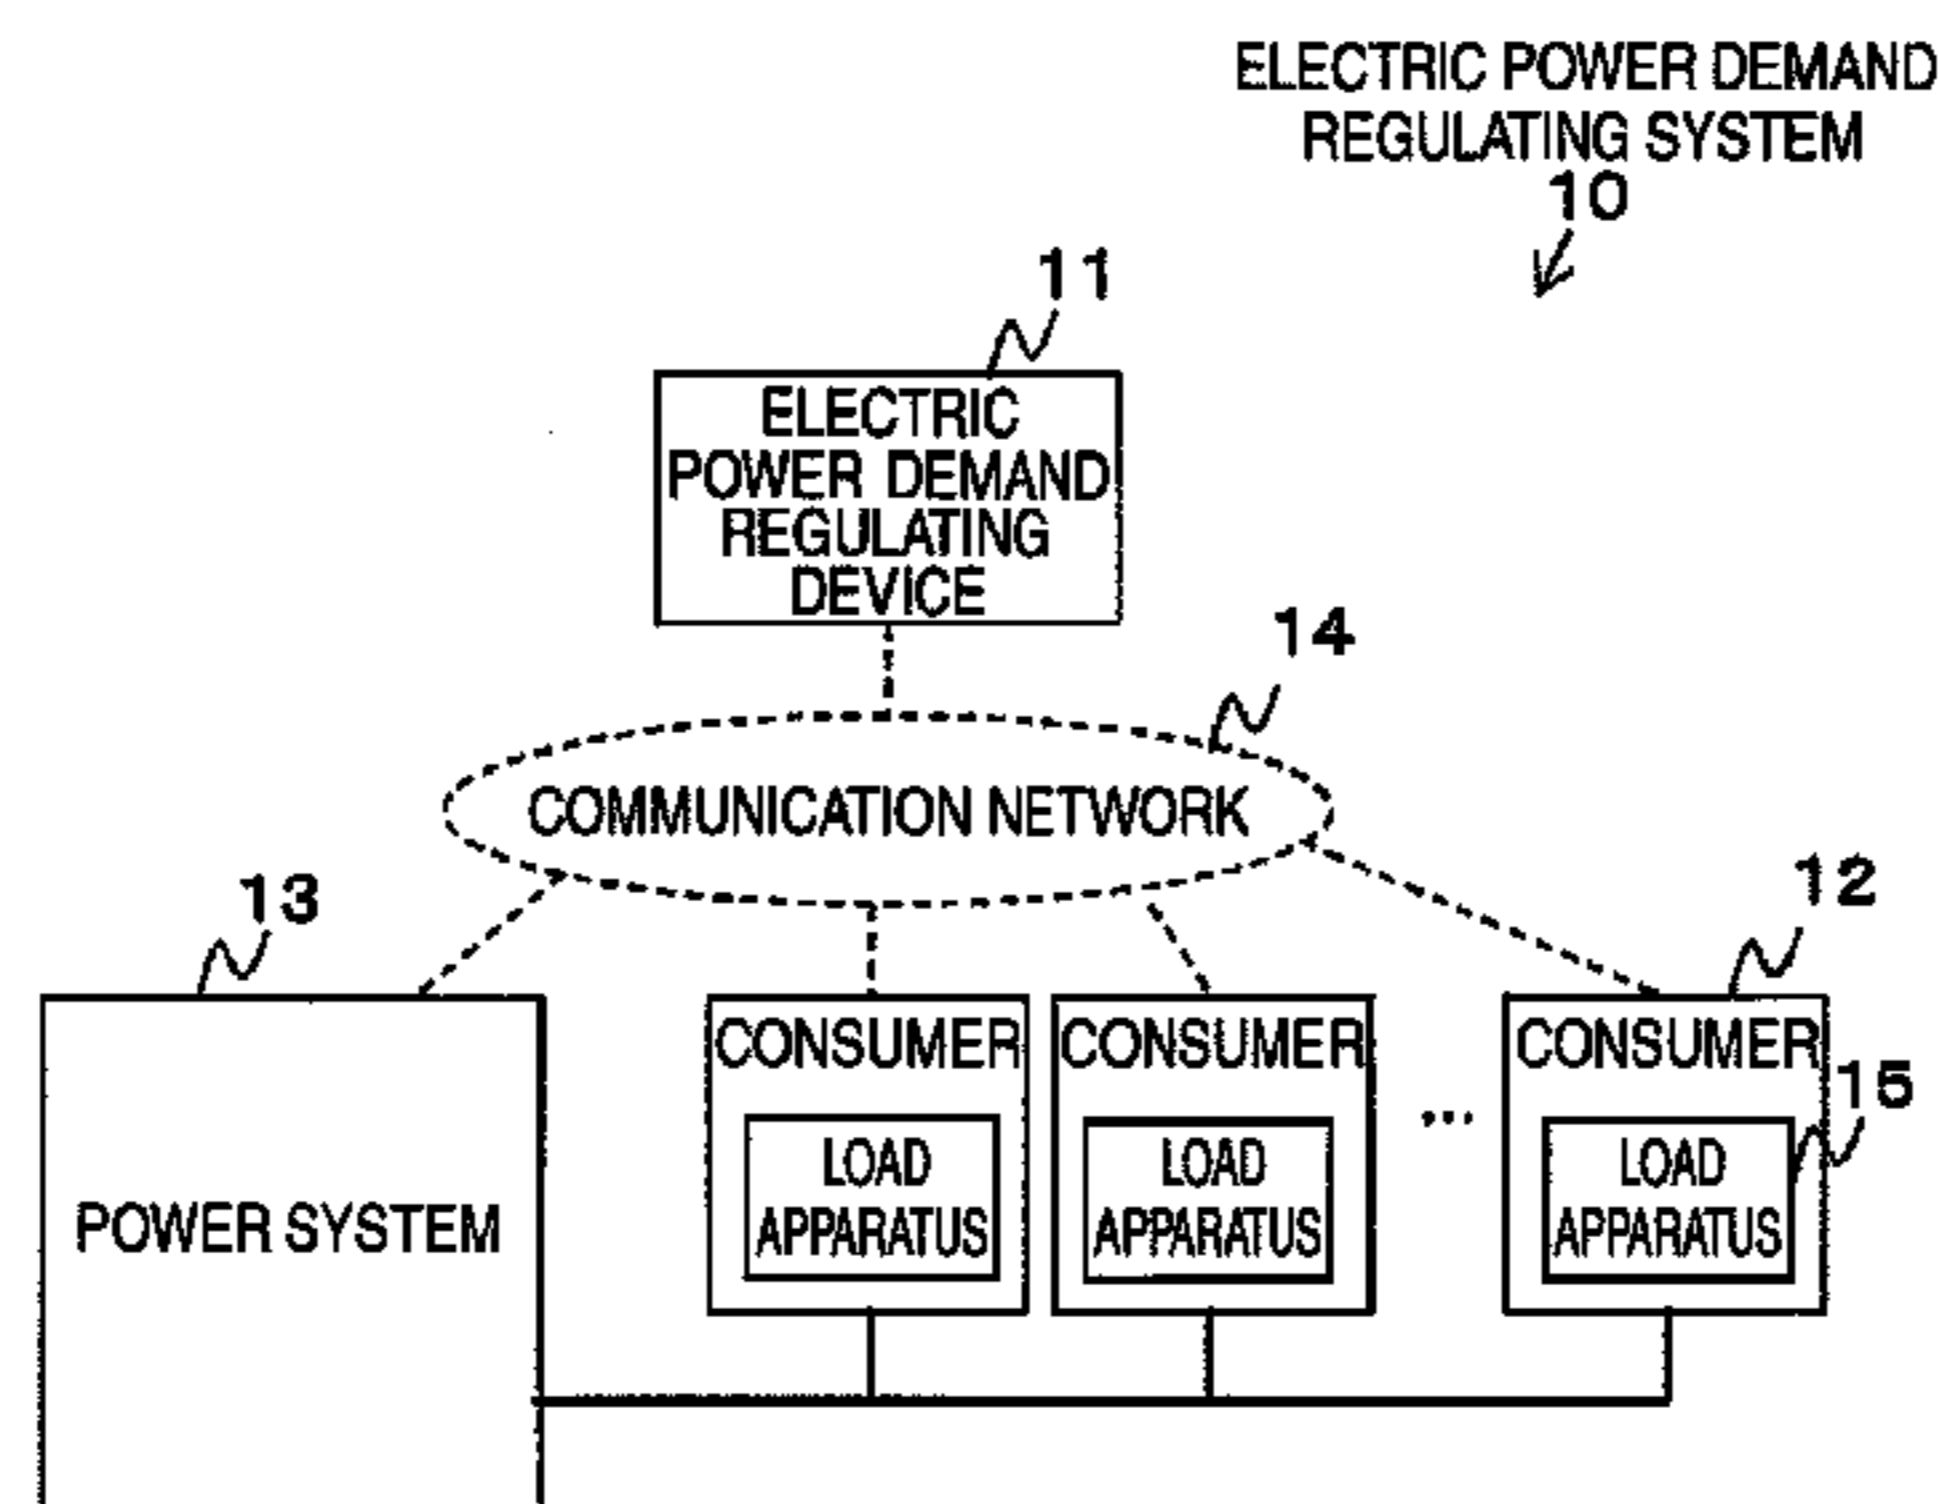 ELECTRIC POWER DEMAND
REGULATING SYSTEM
10
11
ELECTRIC
POWER DEMAND
REGULATING
DEVICE
14
COMMUNICATION NETWORK
13
12
CONSUMER
CONSUMER
...
CONSUMER
15
LOAD
APPARATUS
LOAD
APPARATUS
LOAD
APPARATUS
POWER SYSTEM